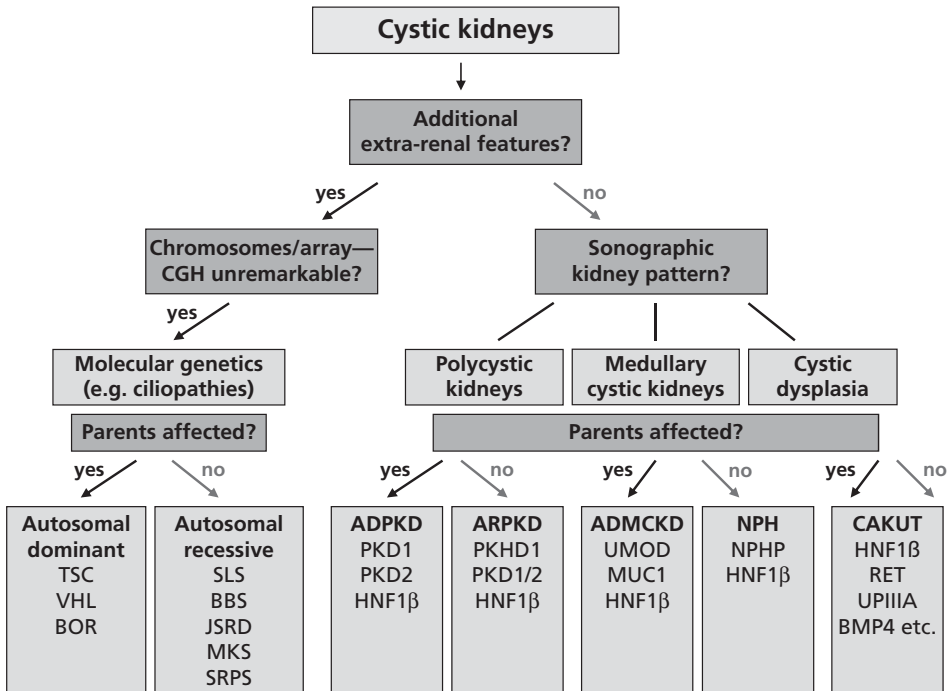 Cystic kidneys
Additional
extra-renal features?
yes
no
Chromosomes/array—
CGH unremarkable?
Sonographic
kidney pattern?
yes
Molecular genetics
(e.g. ciliopathies)
Polycystic
kidneys
Medullary
cystic kidneys
Cystic
dysplasia
Parents affected?
Parents affected?
yes
no
yes
no
yes
no
yes
no
Autosomal
dominant
TSC
VHL
BOR
Autosomal
recessive
SLS
BBS
JSRD
MKS
SRPS
ADPKD
PKD1
PKD2
HNF1β
ARPKD
PKHD1
PKD1/2
HNF1β
ADMCKD
UMOD
MUC1
HNF1β
NPH
NPHP
HNF1β
CAKUT
HNF1ß
RET
UPIIIA
BMP4 etc.